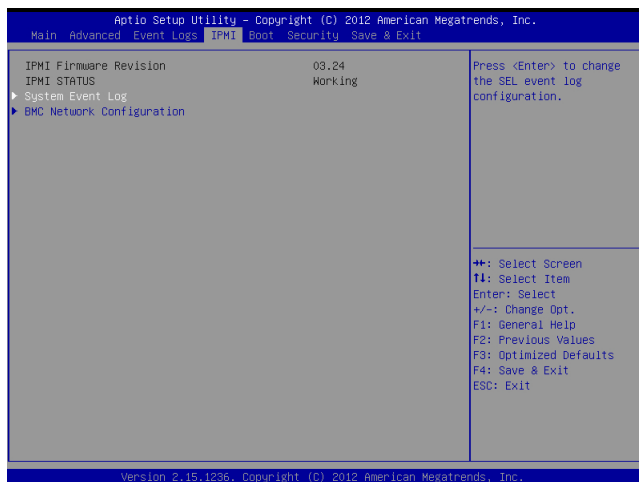 Aptio Setup Utility – Copyright (C) 2012 American Megatrends, Inc.
Main Advanced Event Logs IPMI Boot Security Save & Exit
IPMI Firmware Revision 03.24
IPMI STATUS Working
▶ System Event Log
▶ BMC Network Configuration
Press <Enter> to change
the SEL event log
configuration.
→←: Select Screen
↑↓: Select Item
Enter: Select
+/-: Change Opt.
F1: General Help
F2: Previous Values
F3: Optimized Defaults
F4: Save & Exit
ESC: Exit
Version 2.15.1236. Copyright (C) 2012 American Megatrends, Inc.